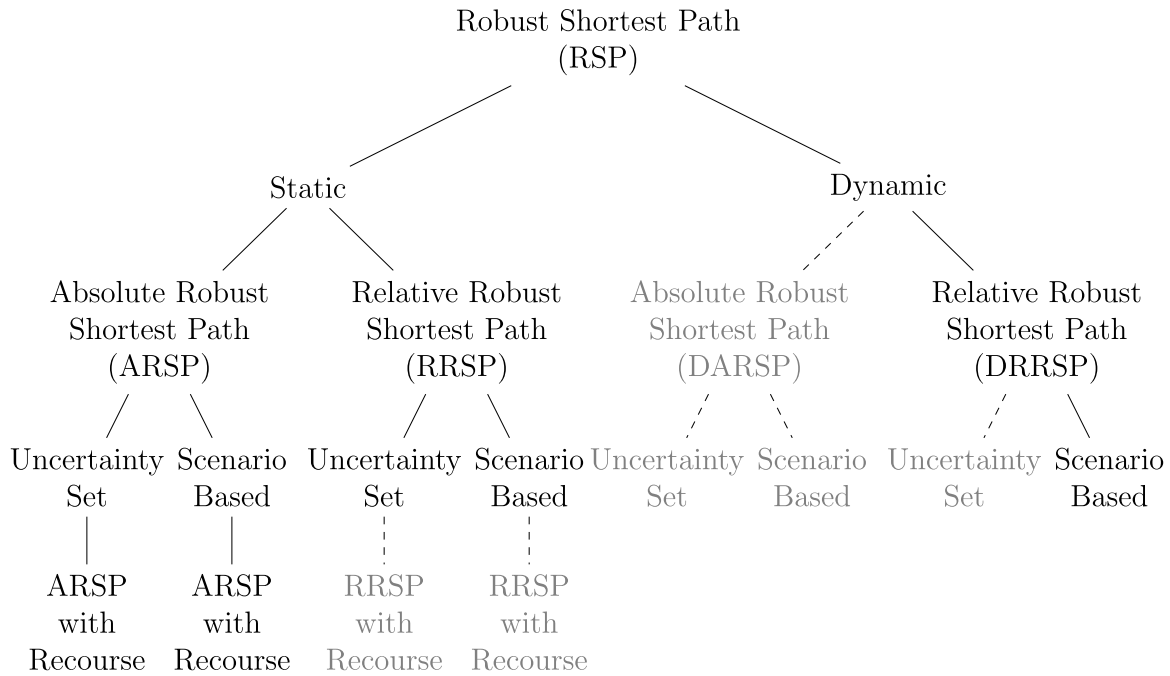 Robust Shortest Path
(RSP)
Static
Dynamic
Absolute Robust
Shortest Path
(ARSP)
Relative Robust
Shortest Path
(RRSP)
Absolute Robust
Shortest Path
(DARSP)
Relative Robust
Shortest Path
(DRRSP)
Uncertainty
Set
Scenario
Based
Uncertainty
Set
Scenario
Based
Uncertainty
Set
Scenario
Based
Uncertainty
Set
Scenario
Based
ARSP
with
Recourse
ARSP
with
Recourse
RRSP
with
Recourse
RRSP
with
Recourse